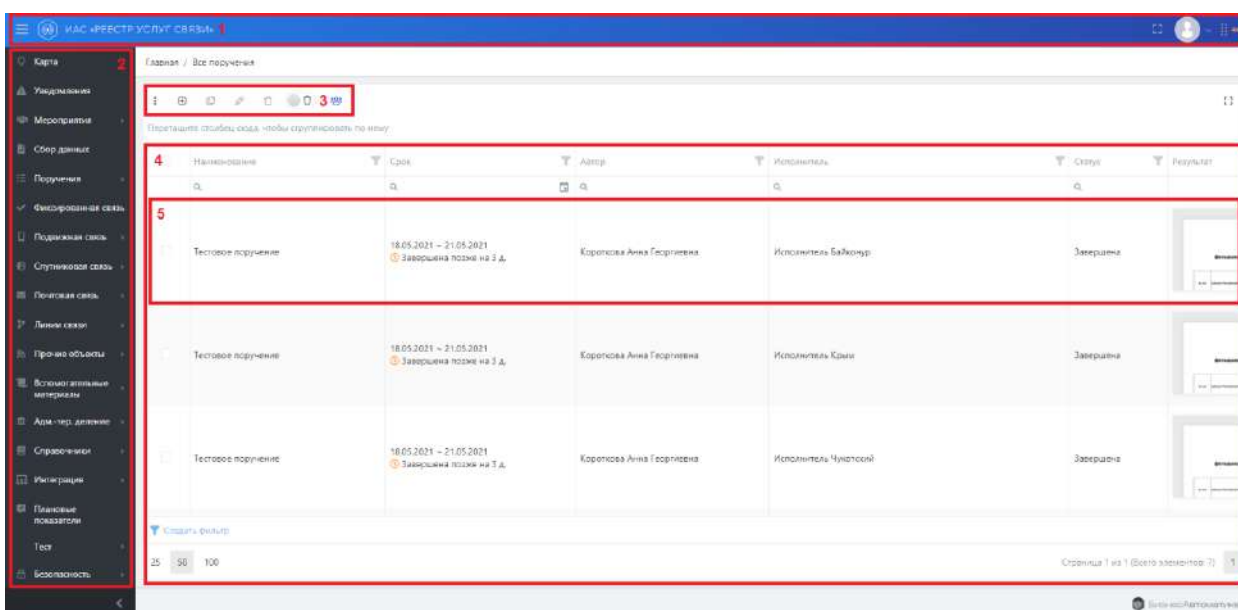 ИАС «РЕЕСТР УСЛУГ СВЯЗИ» 1
Карта 2
Уведомления
Мероприятия
Сбор данных
Поручения
Фиксированная связь
Подвижная связь
Спутниковая связь
Почтовая связь
Линии связи
Прочие объекты
Вспомогательные
материалы
Адм.-тер. деление
Справочники
Интеграция
Плановые
показатели
Тест
Безопасность
Главная / Все поручения
3
Перетащите столбец сюда, чтобы сгруппировать по нему
4 Наименование Срок Автор Исполнитель Статус Результат
5
Тестовое поручение 18.05.2021 – 21.05.2021 Короткова Анна Георгиевна Исполнитель Байконур Завершена
Завершена позже на 3 д.
Тестовое поручение 18.05.2021 – 21.05.2021 Короткова Анна Георгиевна Исполнитель Крым Завершена
Завершена позже на 3 д.
Тестовое поручение 18.05.2021 – 21.05.2021 Короткова Анна Георгиевна Исполнитель Чукотский Завершена
Завершена позже на 3 д.
Создать фильтр
25 50 100 Страница 1 из 1 (Всего элементов: 7) 1